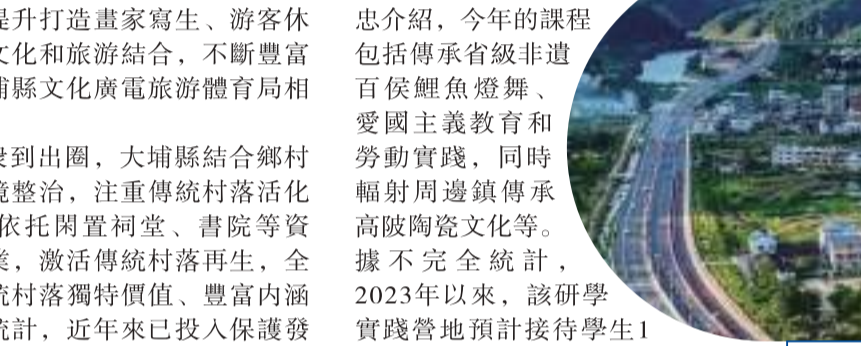 提升打造畫家寫生、游客休
文化和旅游結合，不斷豐富
埔縣文化廣電旅游體育局相
到出圈，大埔縣結合鄉村
境整治，注重傳統村落活化
依托閑置祠堂、書院等資
業，激活傳統村落再生，全
統村落獨特價值、豐富内涵
統計，近年來已投入保護發
忠介紹，今年的課程
包括傳承省級非遺
百侯鯉魚燈舞、
愛國主義教育和
勞動實踐，同時
輻射周邊鎮傳承
高陂陶瓷文化等。
據不完全統計，
2023年以來，該研學
實踐營地預計接待學生1